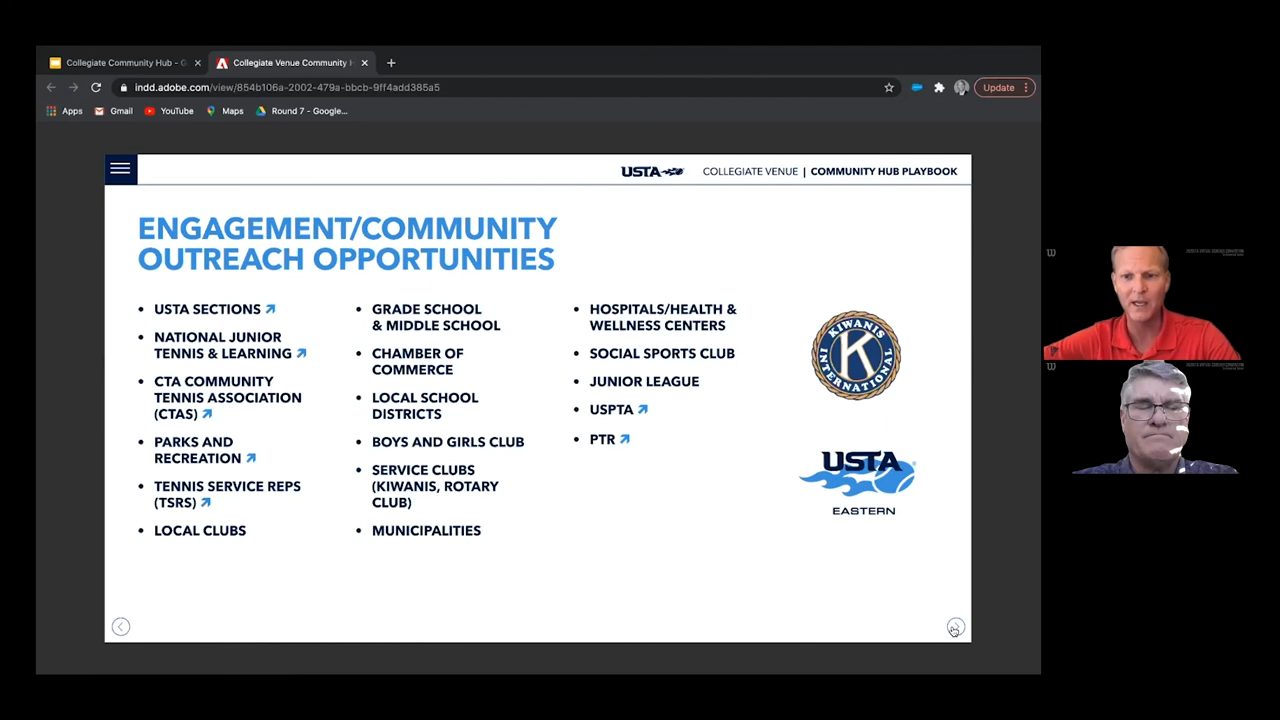 Collegiate Community Hub - G
Collegiate Venue Community H
indd.adobe.com/view/854b106a-2002-479a-bbcb-9ff4add385a5
Update
Apps
Gmail
YouTube
Maps
Round 7 - Google...
USTA
COLLEGIATE VENUE | COMMUNITY HUB PLAYBOOK
ENGAGEMENT/COMMUNITY
OUTREACH OPPORTUNITIES
• USTA SECTIONS
• NATIONAL JUNIOR
TENNIS & LEARNING
• CTA COMMUNITY
TENNIS ASSOCIATION
(CTAS)
• PARKS AND
RECREATION
• TENNIS SERVICE REPS
(TSRS)
• LOCAL CLUBS
• GRADE SCHOOL
& MIDDLE SCHOOL
• CHAMBER OF
COMMERCE
• LOCAL SCHOOL
DISTRICTS
• BOYS AND GIRLS CLUB
• SERVICE CLUBS
(KIWANIS, ROTARY
CLUB)
• MUNICIPALITIES
• HOSPITALS/HEALTH &
WELLNESS CENTERS
• SOCIAL SPORTS CLUB
• JUNIOR LEAGUE
• USPTA
• PTR
KIWANIS
K
INTERNATIONAL
USTA
EASTERN